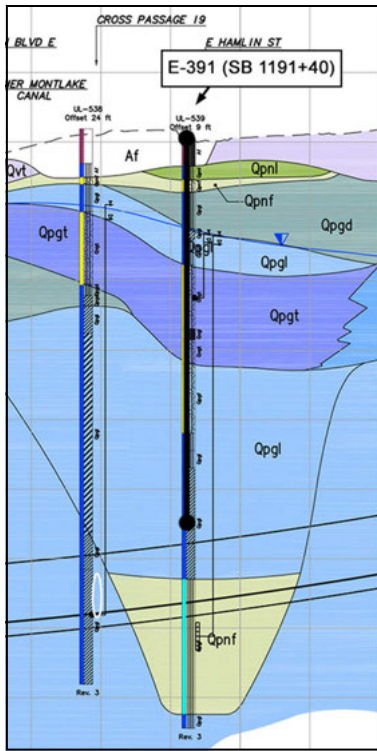 CROSS PASSAGE 19
BLVD E
E HAMLIN ST
E-391 (SB 1191+40)
HER MONTLAKE
CANAL
UL-538
Offset 24 ft
UL-539
Offset 9 ft
Af
Qvt
Qpnl
Qpnf
Qpgd
Qpgt
Qpgl
Qpgt
Qpgl
Qpnf
Rev. 3
Rev. 3